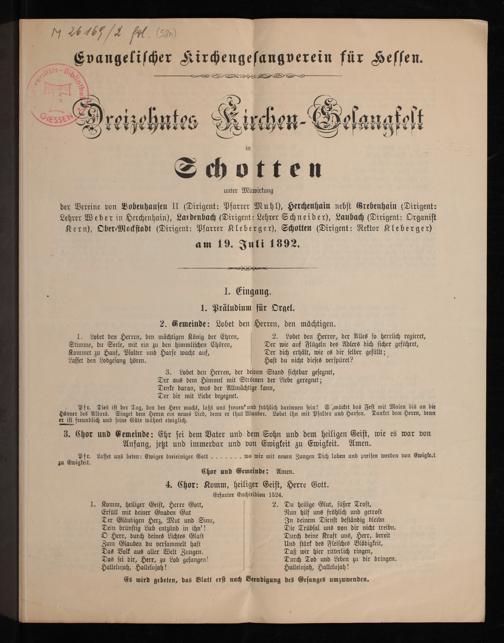 M 26169/2 fol. (58n)
GIESSEN
Evangelischer Kirchengesangverein für Hessen.
Dreizehntes Kirchen-Gesangfest
in
Schotten
unter Mitwirkung
der Vereine von Bobenhausen II (Dirigent: Pfarrer Muhl), Herchenhain nebst Grebenhain (Dirigent:
Lehrer Weber in Herchenhain), Lardenbach (Dirigent: Lehrer Schneider), Laubach (Dirigent: Organist
Kern), Ober-Mockstadt (Dirigent: Pfarrer Kleberger), Schotten (Dirigent: Rektor Kleberger)
am 19. Juli 1892.
I. Eingang.
1. Präludium für Orgel.
2. Gemeinde: Lobet den Herren, den mächtigen.
1. Lobet den Herren, den mächtigen König der Ehren,
Stimme, du Seele, mit ein zu den himmlischen Chören,
Kommet zu Hauf, Psalter und Harfe wacht auf,
Lasset den Lobgesang hören.
2. Lobet den Herren, der Alles so herrlich regieret,
Der wie auf Flügeln des Adlers dich sicher geführet,
Der dich erhält, wie es dir selber gefällt;
Hast du nicht dieses verspüret?
3. Lobet den Herren, der deinen Stand sichtbar gesegnet,
Der aus dem Himmel mit Strömen der Liebe geregnet;
Denke daran, was der Allmächtige kann,
Der dir mit Liebe begegnet.
Pfr. Dies ist der Tag, den der Herr macht, laßt uns freuen und fröhlich darinnen sein! Schmücket das Fest mit Maien bis an die
Hörner des Altars. Singet dem Herrn ein neues Lied, denn er thut Wunder. Lobet ihn mit Psalter und Harfen. Danket dem Herrn, denn
er ist freundlich und seine Güte währet ewiglich.
3. Chor und Gemeinde: Ehr sei dem Vater und dem Sohn und dem heiligen Geist, wie es war von
Anfang, jetzt und immerdar und von Ewigkeit zu Ewigkeit. Amen.
Pfr. Lasset uns beten: Ewiger dreieiniger Gott . . . . . . . wo wir mit neuen Zungen Dich loben und preisen werden von Ewigkeit
zu Ewigkeit.
Chor und Gemeinde: Amen.
4. Chor: Komm, heiliger Geist, Herre Gott.
Erfurter Enchiridion 1524.
1. Komm, heiliger Geist, Herre Gott,
Erfüll mit deiner Gnaden Gut
Der Gläubigen Herz, Mut und Sinn,
Dein brünstig Lieb entzünd in ihn'!
O Herr, durch deines Lichtes Glast
Zum Glauben du versammelt hast
Das Volk aus aller Welt Zungen.
Das sei dir, Herr, zu Lob gesungen!
Hallelujah, Hallelujah!
2. Du heilige Glut, süßer Trost,
Nun hilf uns fröhlich und getrost
In deinem Dienst beständig bleiben
Die Trübsal uns von dir nicht treiben.
Durch deine Kraft uns, Herr, bereit
Und stärk des Fleisches Blödigkeit,
Daß wir hier ritterlich ringen,
Durch Tod und Leben zu dir dringen.
Hallelujah, Hallelujah!
Es wird gebeten, das Blatt erst nach Beendigung des Gesanges umzuwenden.